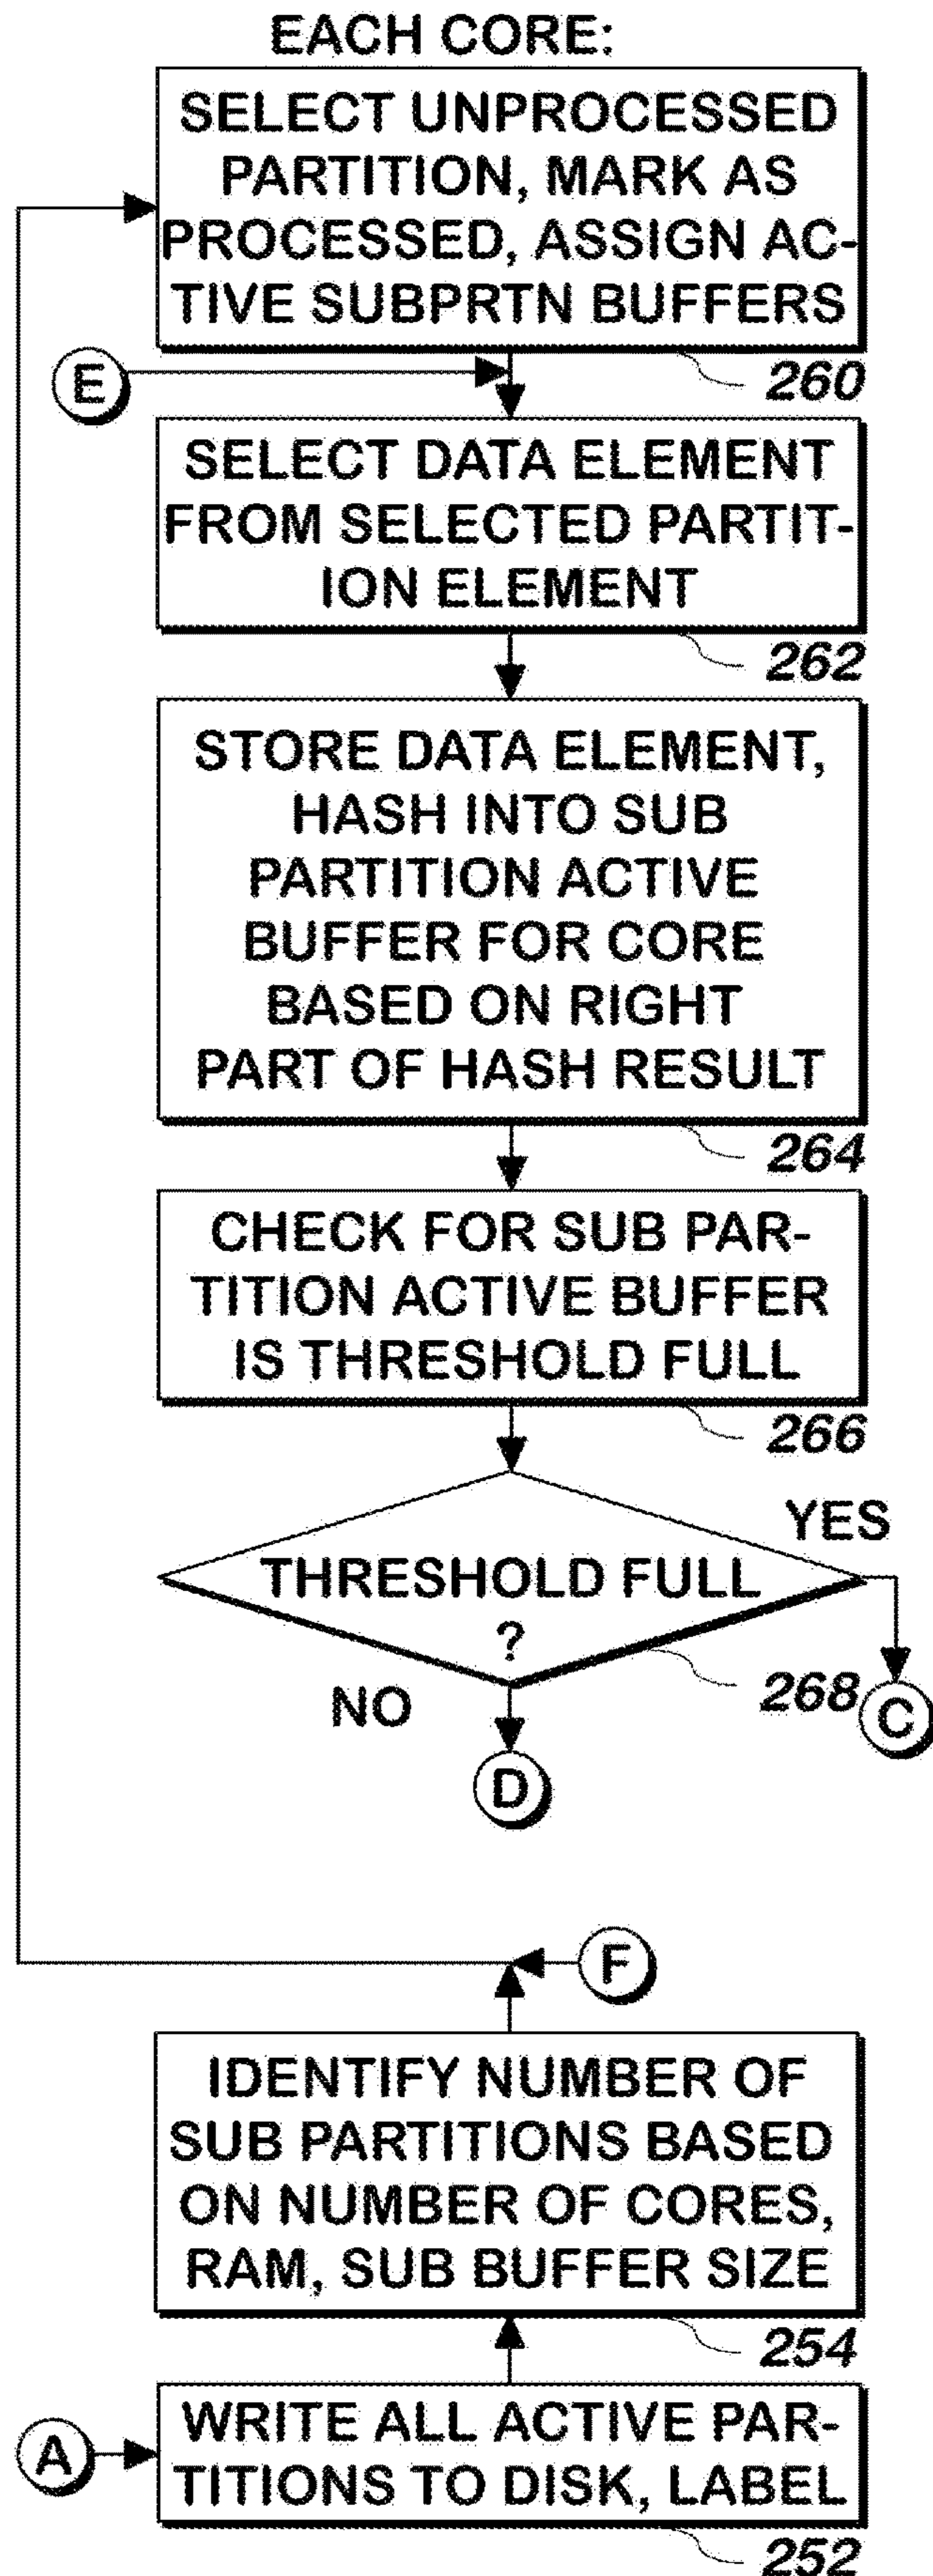 EACH CORE:
SELECT UNPROCESSED
PARTITION, MARK AS
PROCESSED, ASSIGN AC-
TIVE SUBPRTN BUFFERS
260
E
SELECT DATA ELEMENT
FROM SELECTED PARTIT-
ION ELEMENT
262
STORE DATA ELEMENT,
HASH INTO SUB
PARTITION ACTIVE
BUFFER FOR CORE
BASED ON RIGHT
PART OF HASH RESULT
264
CHECK FOR SUB PAR-
TITION ACTIVE BUFFER
IS THRESHOLD FULL
266
YES
THRESHOLD FULL
?
268
C
NO
D
F
IDENTIFY NUMBER OF
SUB PARTITIONS BASED
ON NUMBER OF CORES,
RAM, SUB BUFFER SIZE
254
A
WRITE ALL ACTIVE PAR-
TITIONS TO DISK, LABEL
252